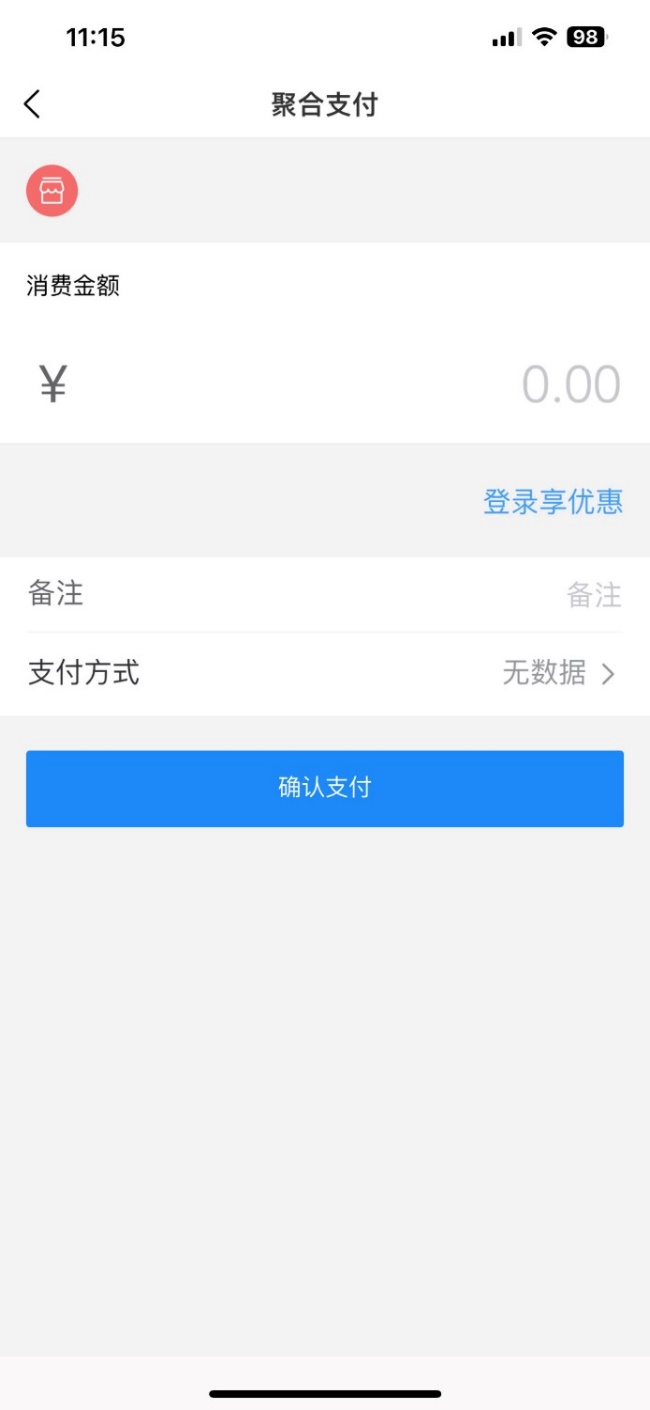 11:15
98
聚合支付
消费金额
¥ 0.00
登录享优惠
备注 备注
支付方式 无数据
确认支付